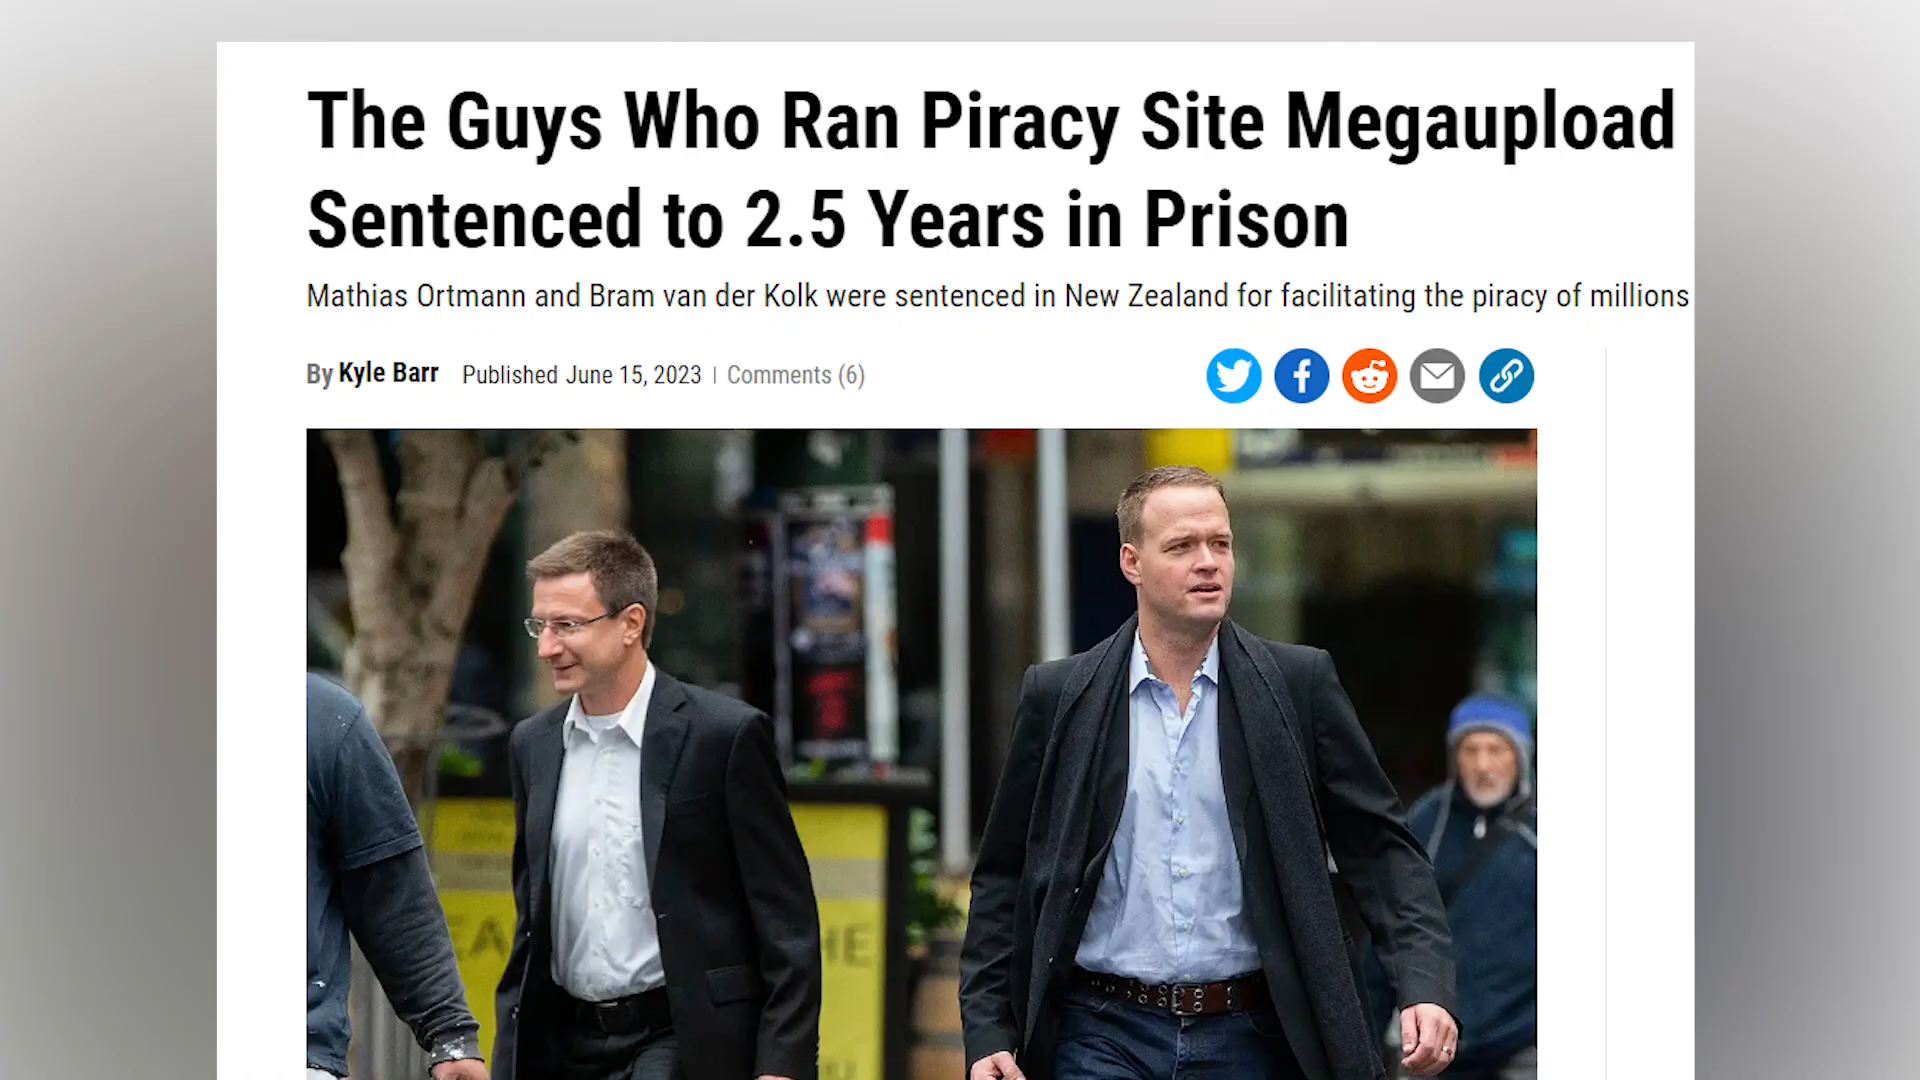 The Guys Who Ran Piracy Site Megaupload
Sentenced to 2.5 Years in Prison
Mathias Ortmann and Bram van der Kolk were sentenced in New Zealand for facilitating the piracy of millions
By Kyle Barr Published June 15, 2023 | Comments (6)
HE